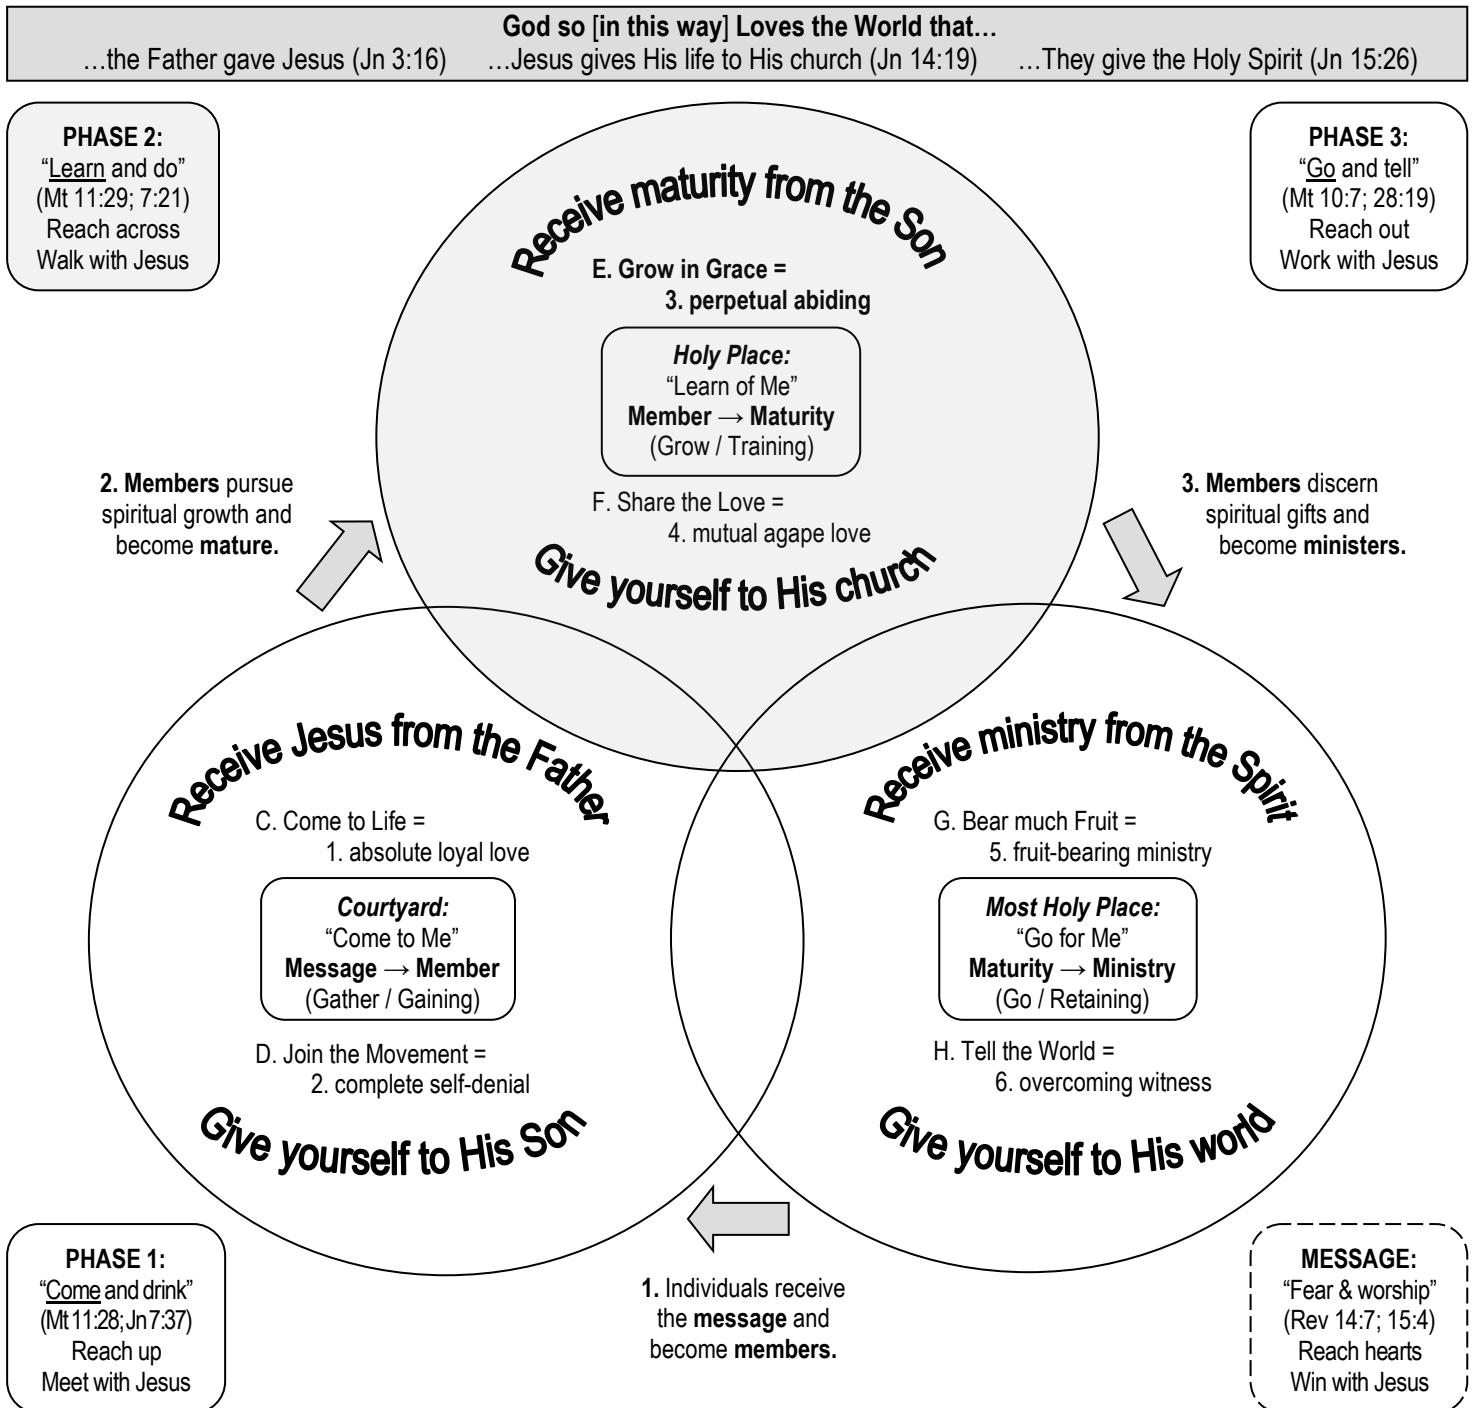 God so [in this way] Loves the World that…
…the Father gave Jesus (Jn 3:16) …Jesus gives His life to His church (Jn 14:19) …They give the Holy Spirit (Jn 15:26)
PHASE 2:
“Learn and do”
(Mt 11:29; 7:21)
Reach across
Walk with Jesus
PHASE 3:
“Go and tell”
(Mt 10:7; 28:19)
Reach out
Work with Jesus
Receive maturity from the Son
E. Grow in Grace =
3. perpetual abiding
Holy Place:
“Learn of Me”
Member → Maturity
(Grow / Training)
F. Share the Love =
4. mutual agape love
Give yourself to His church
2. Members pursue
spiritual growth and
become mature.
3. Members discern
spiritual gifts and
become ministers.
Receive Jesus from the Father
C. Come to Life =
1. absolute loyal love
Courtyard:
“Come to Me”
Message → Member
(Gather / Gaining)
D. Join the Movement =
2. complete self-denial
Give yourself to His Son
Receive ministry from the Spirit
G. Bear much Fruit =
5. fruit-bearing ministry
Most Holy Place:
“Go for Me”
Maturity → Ministry
(Go / Retaining)
H. Tell the World =
6. overcoming witness
Give yourself to His world
PHASE 1:
“Come and drink”
(Mt 11:28; Jn 7:37)
Reach up
Meet with Jesus
1. Individuals receive
the message and
become members.
MESSAGE:
“Fear & worship”
(Rev 14:7; 15:4)
Reach hearts
Win with Jesus